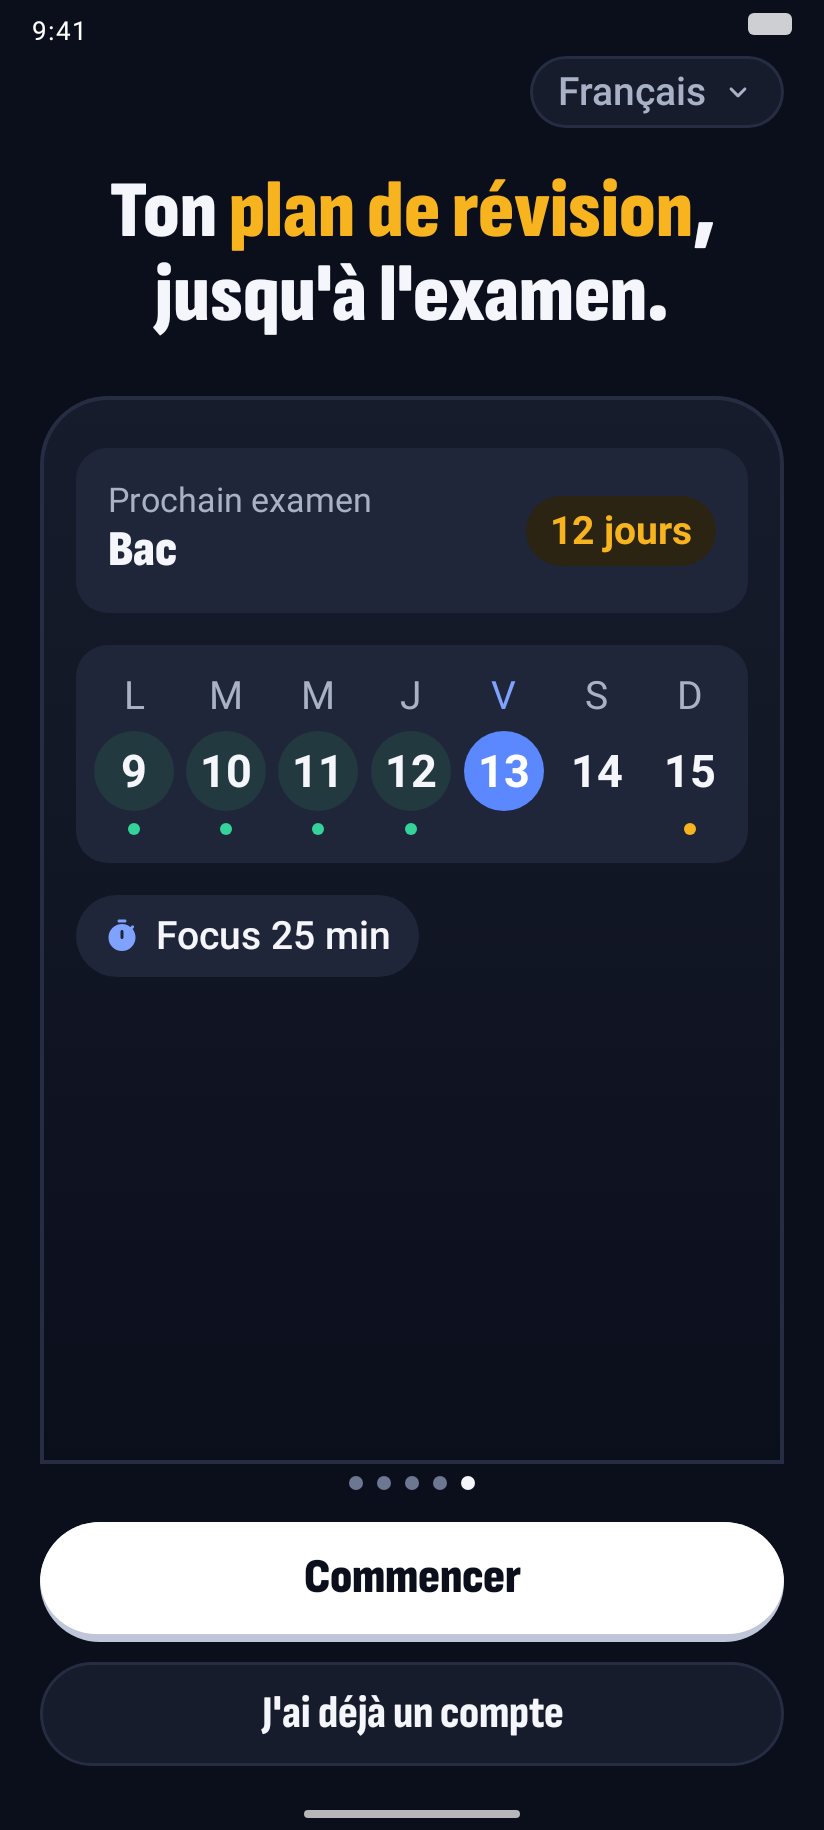 9:41
Français
Ton plan de révision,
jusqu'à l'examen.
Prochain examen
Bac
12 jours
L M M J V S D
9 10 11 12 13 14 15
Focus 25 min
Commencer
J'ai déjà un compte